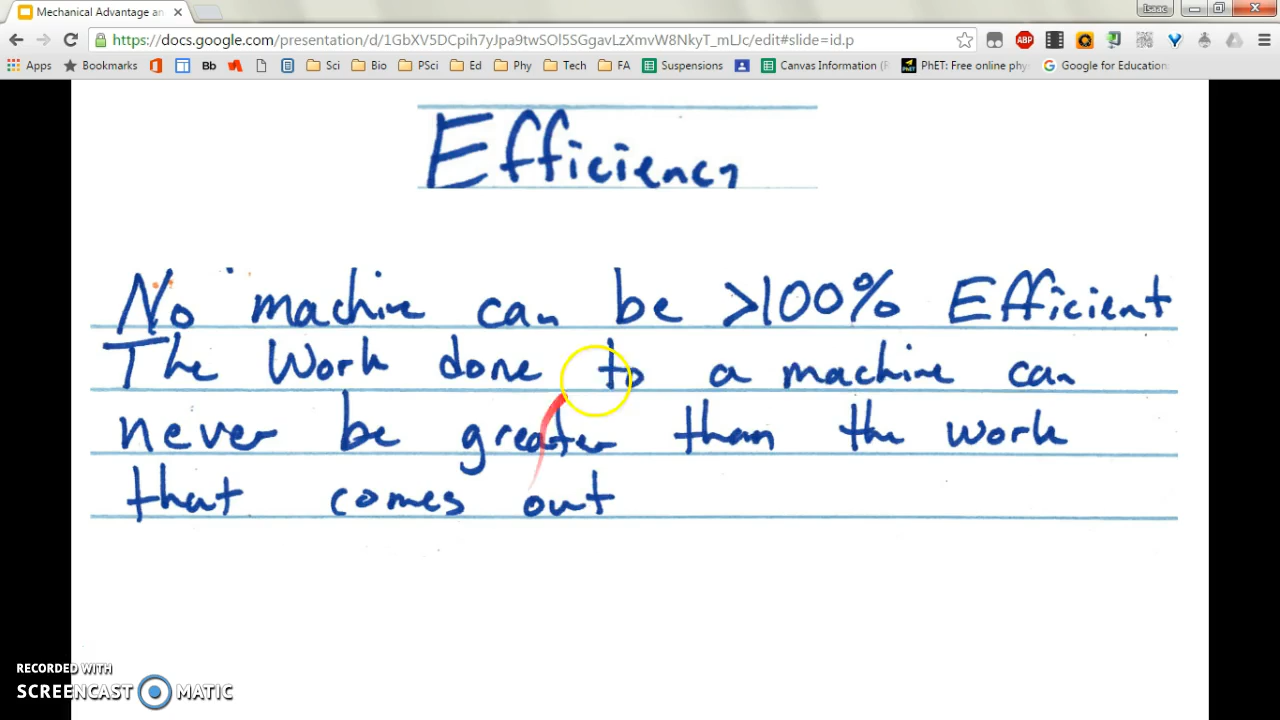 Mechanical Advantage an
Isaac
https://docs.google.com/presentation/d/1GbXV5DCpih7yJpa9twSOl5SGgavLzXmvW8NkyT_mLJc/edit#slide=id.p
ABP
Apps Bookmarks Bb Sci Bio PSci Ed Phy Tech FA Suspensions Canvas Information (F PhET: Free online phy Google for Education
Efficiency
No machine can be >100% Efficient
The Work done to a machine can
never be greater than the work
that comes out
RECORDED WITH
SCREENCAST MATIC